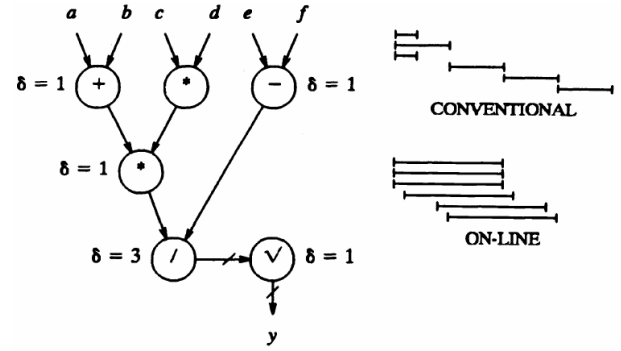 a b c d e f
δ = 1 + * − δ = 1
CONVENTIONAL
δ = 1 *
ON-LINE
δ = 3 / √ δ = 1
y